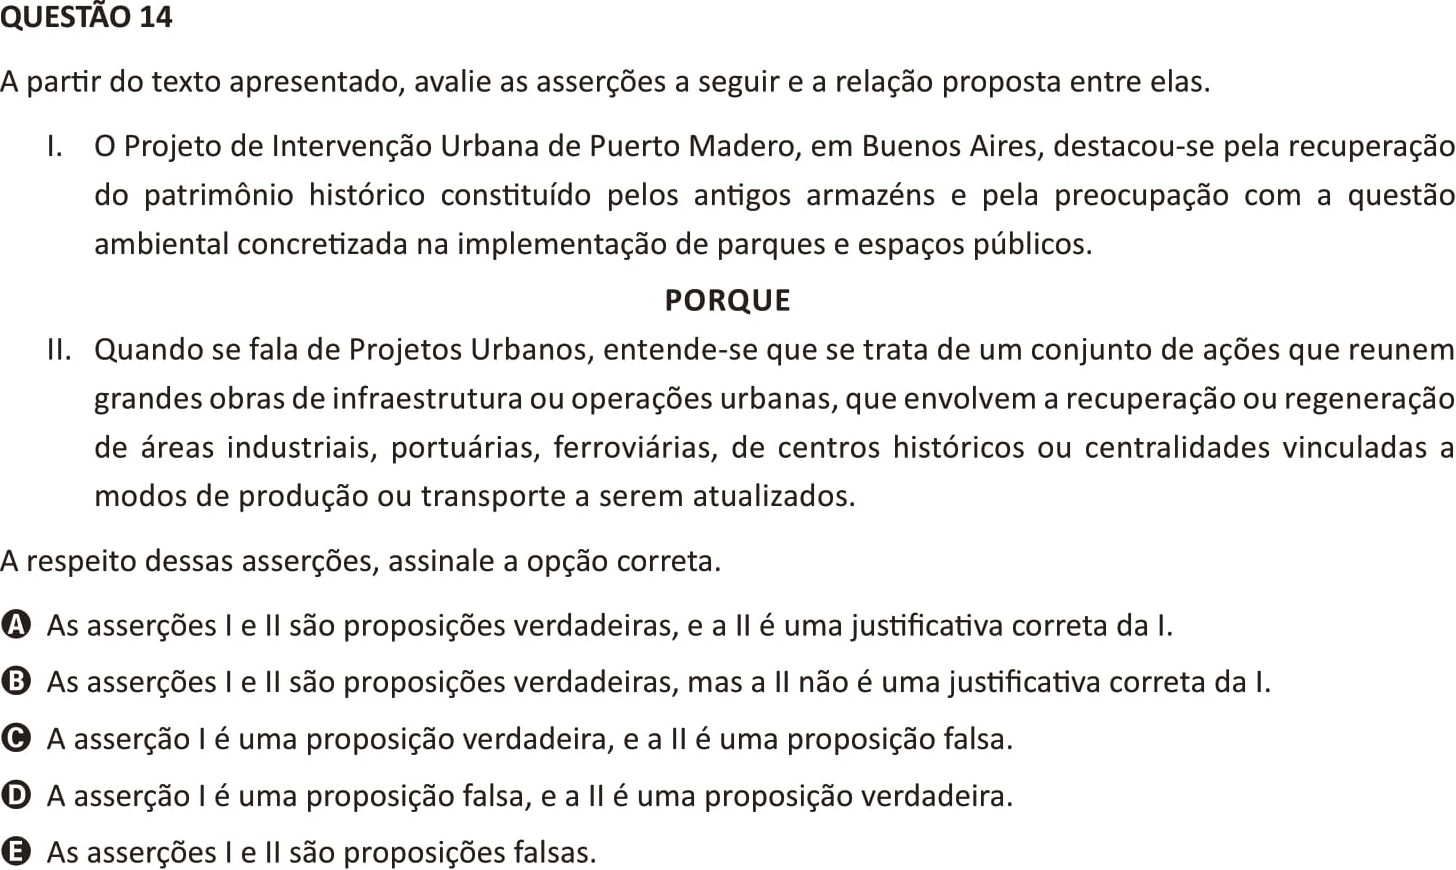 QUESTÃO 14
A partir do texto apresentado, avalie as asserções a seguir e a relação proposta entre elas.
I. O Projeto de Intervenção Urbana de Puerto Madero, em Buenos Aires, destacou-se pela recuperação
do patrimônio histórico constituído pelos antigos armazéns e pela preocupação com a questão
ambiental concretizada na implementação de parques e espaços públicos.
PORQUE
II. Quando se fala de Projetos Urbanos, entende-se que se trata de um conjunto de ações que reunem
grandes obras de infraestrutura ou operações urbanas, que envolvem a recuperação ou regeneração
de áreas industriais, portuárias, ferroviárias, de centros históricos ou centralidades vinculadas a
modos de produção ou transporte a serem atualizados.
A respeito dessas asserções, assinale a opção correta.
A As asserções I e II são proposições verdadeiras, e a II é uma justificativa correta da I.
B As asserções I e II são proposições verdadeiras, mas a II não é uma justificativa correta da I.
C A asserção I é uma proposição verdadeira, e a II é uma proposição falsa.
D A asserção I é uma proposição falsa, e a II é uma proposição verdadeira.
E As asserções I e II são proposições falsas.